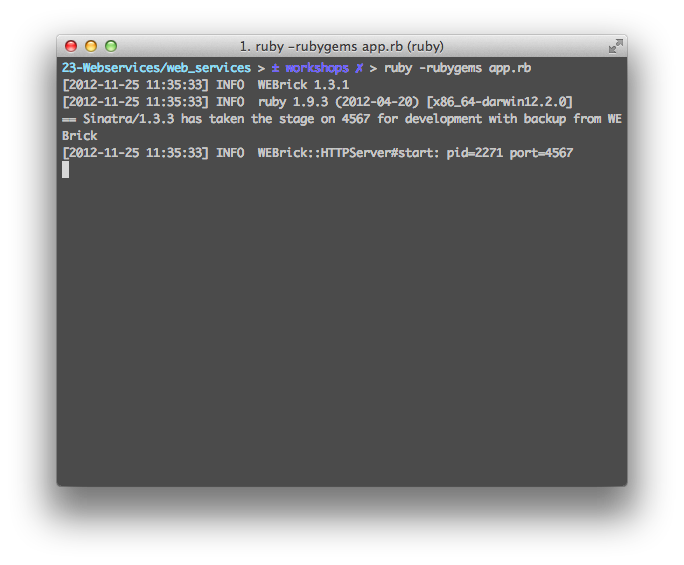 1. ruby -rubygems app.rb (ruby)
23-Webservices/web_services > ± workshops ✗ > ruby -rubygems app.rb
[2012-11-25 11:35:33] INFO  WEBrick 1.3.1
[2012-11-25 11:35:33] INFO  ruby 1.9.3 (2012-04-20) [x86_64-darwin12.2.0]
== Sinatra/1.3.3 has taken the stage on 4567 for development with backup from WE
Brick
[2012-11-25 11:35:33] INFO  WEBrick::HTTPServer#start: pid=2271 port=4567